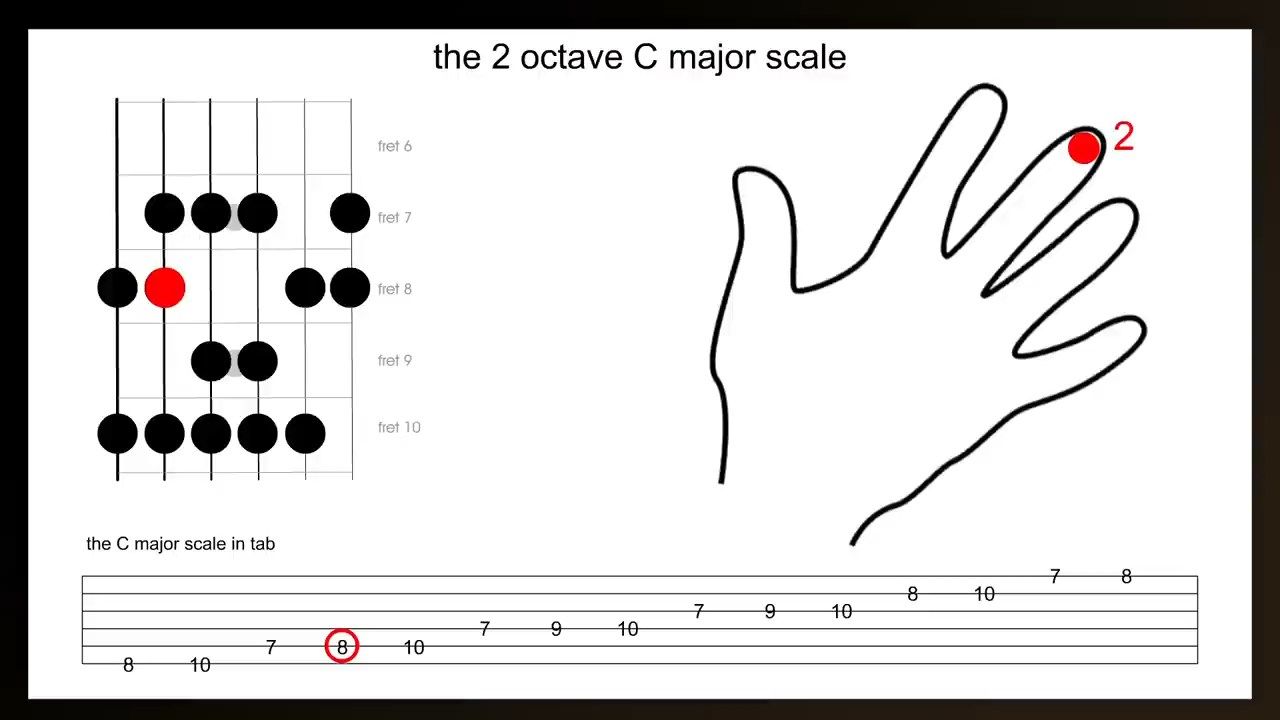 the 2 octave C major scale
2
fret 6
fret 7
fret 8
fret 9
fret 10
the C major scale in tab
7 8
8 10
7 9 10
7 9 10
7 8 10
8 10